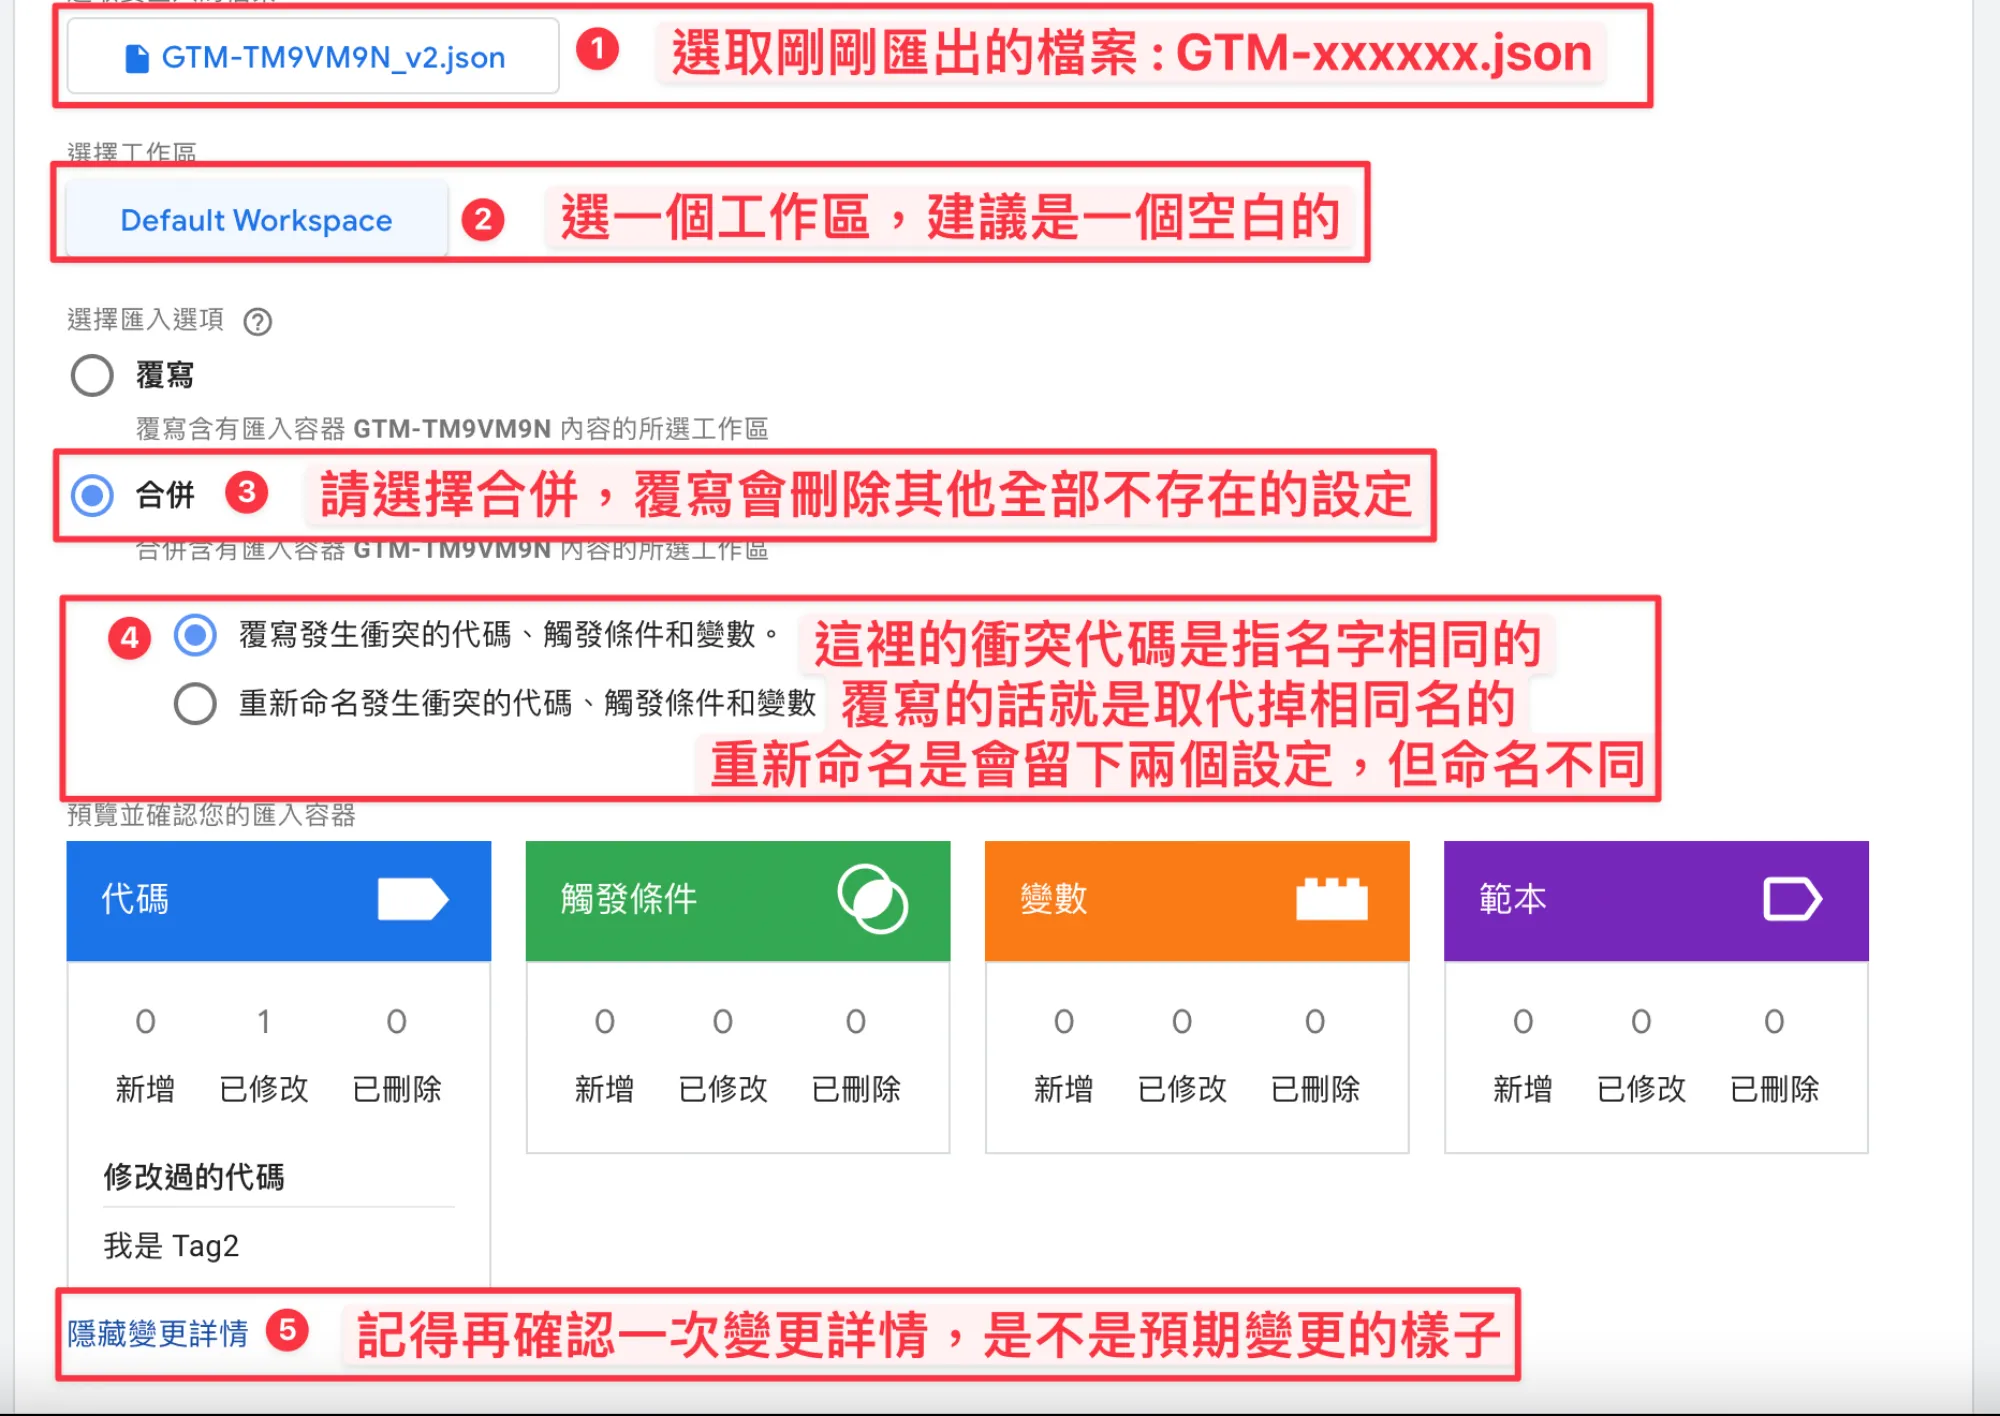 GTM-TM9VM9N_v2.json
1
選取剛剛匯出的檔案：GTM-xxxxxx.json
選擇工作區
Default Workspace
2
選一個工作區，建議是一個空白的
選擇匯入選項 ?
覆寫
覆寫含有匯入容器 GTM-TM9VM9N 內容的所選工作區
合併
3
請選擇合併，覆寫會刪除其他全部不存在的設定
合併含有匯入容器 GTM-TM9VM9N 內容的所選工作區
4
覆寫發生衝突的代碼、觸發條件和變數。
這裡的衝突代碼是指名字相同的
重新命名發生衝突的代碼、觸發條件和變數
覆寫的話就是取代掉相同名的
重新命名是會留下兩個設定，但命名不同
預覽並確認您的匯入容器
代碼
0 1 0
新增 已修改 已刪除
修改過的代碼
我是 Tag2
觸發條件
0 0 0
新增 已修改 已刪除
變數
0 0 0
新增 已修改 已刪除
範本
0 0 0
新增 已修改 已刪除
隱藏變更詳情
5
記得再確認一次變更詳情，是不是預期變更的樣子